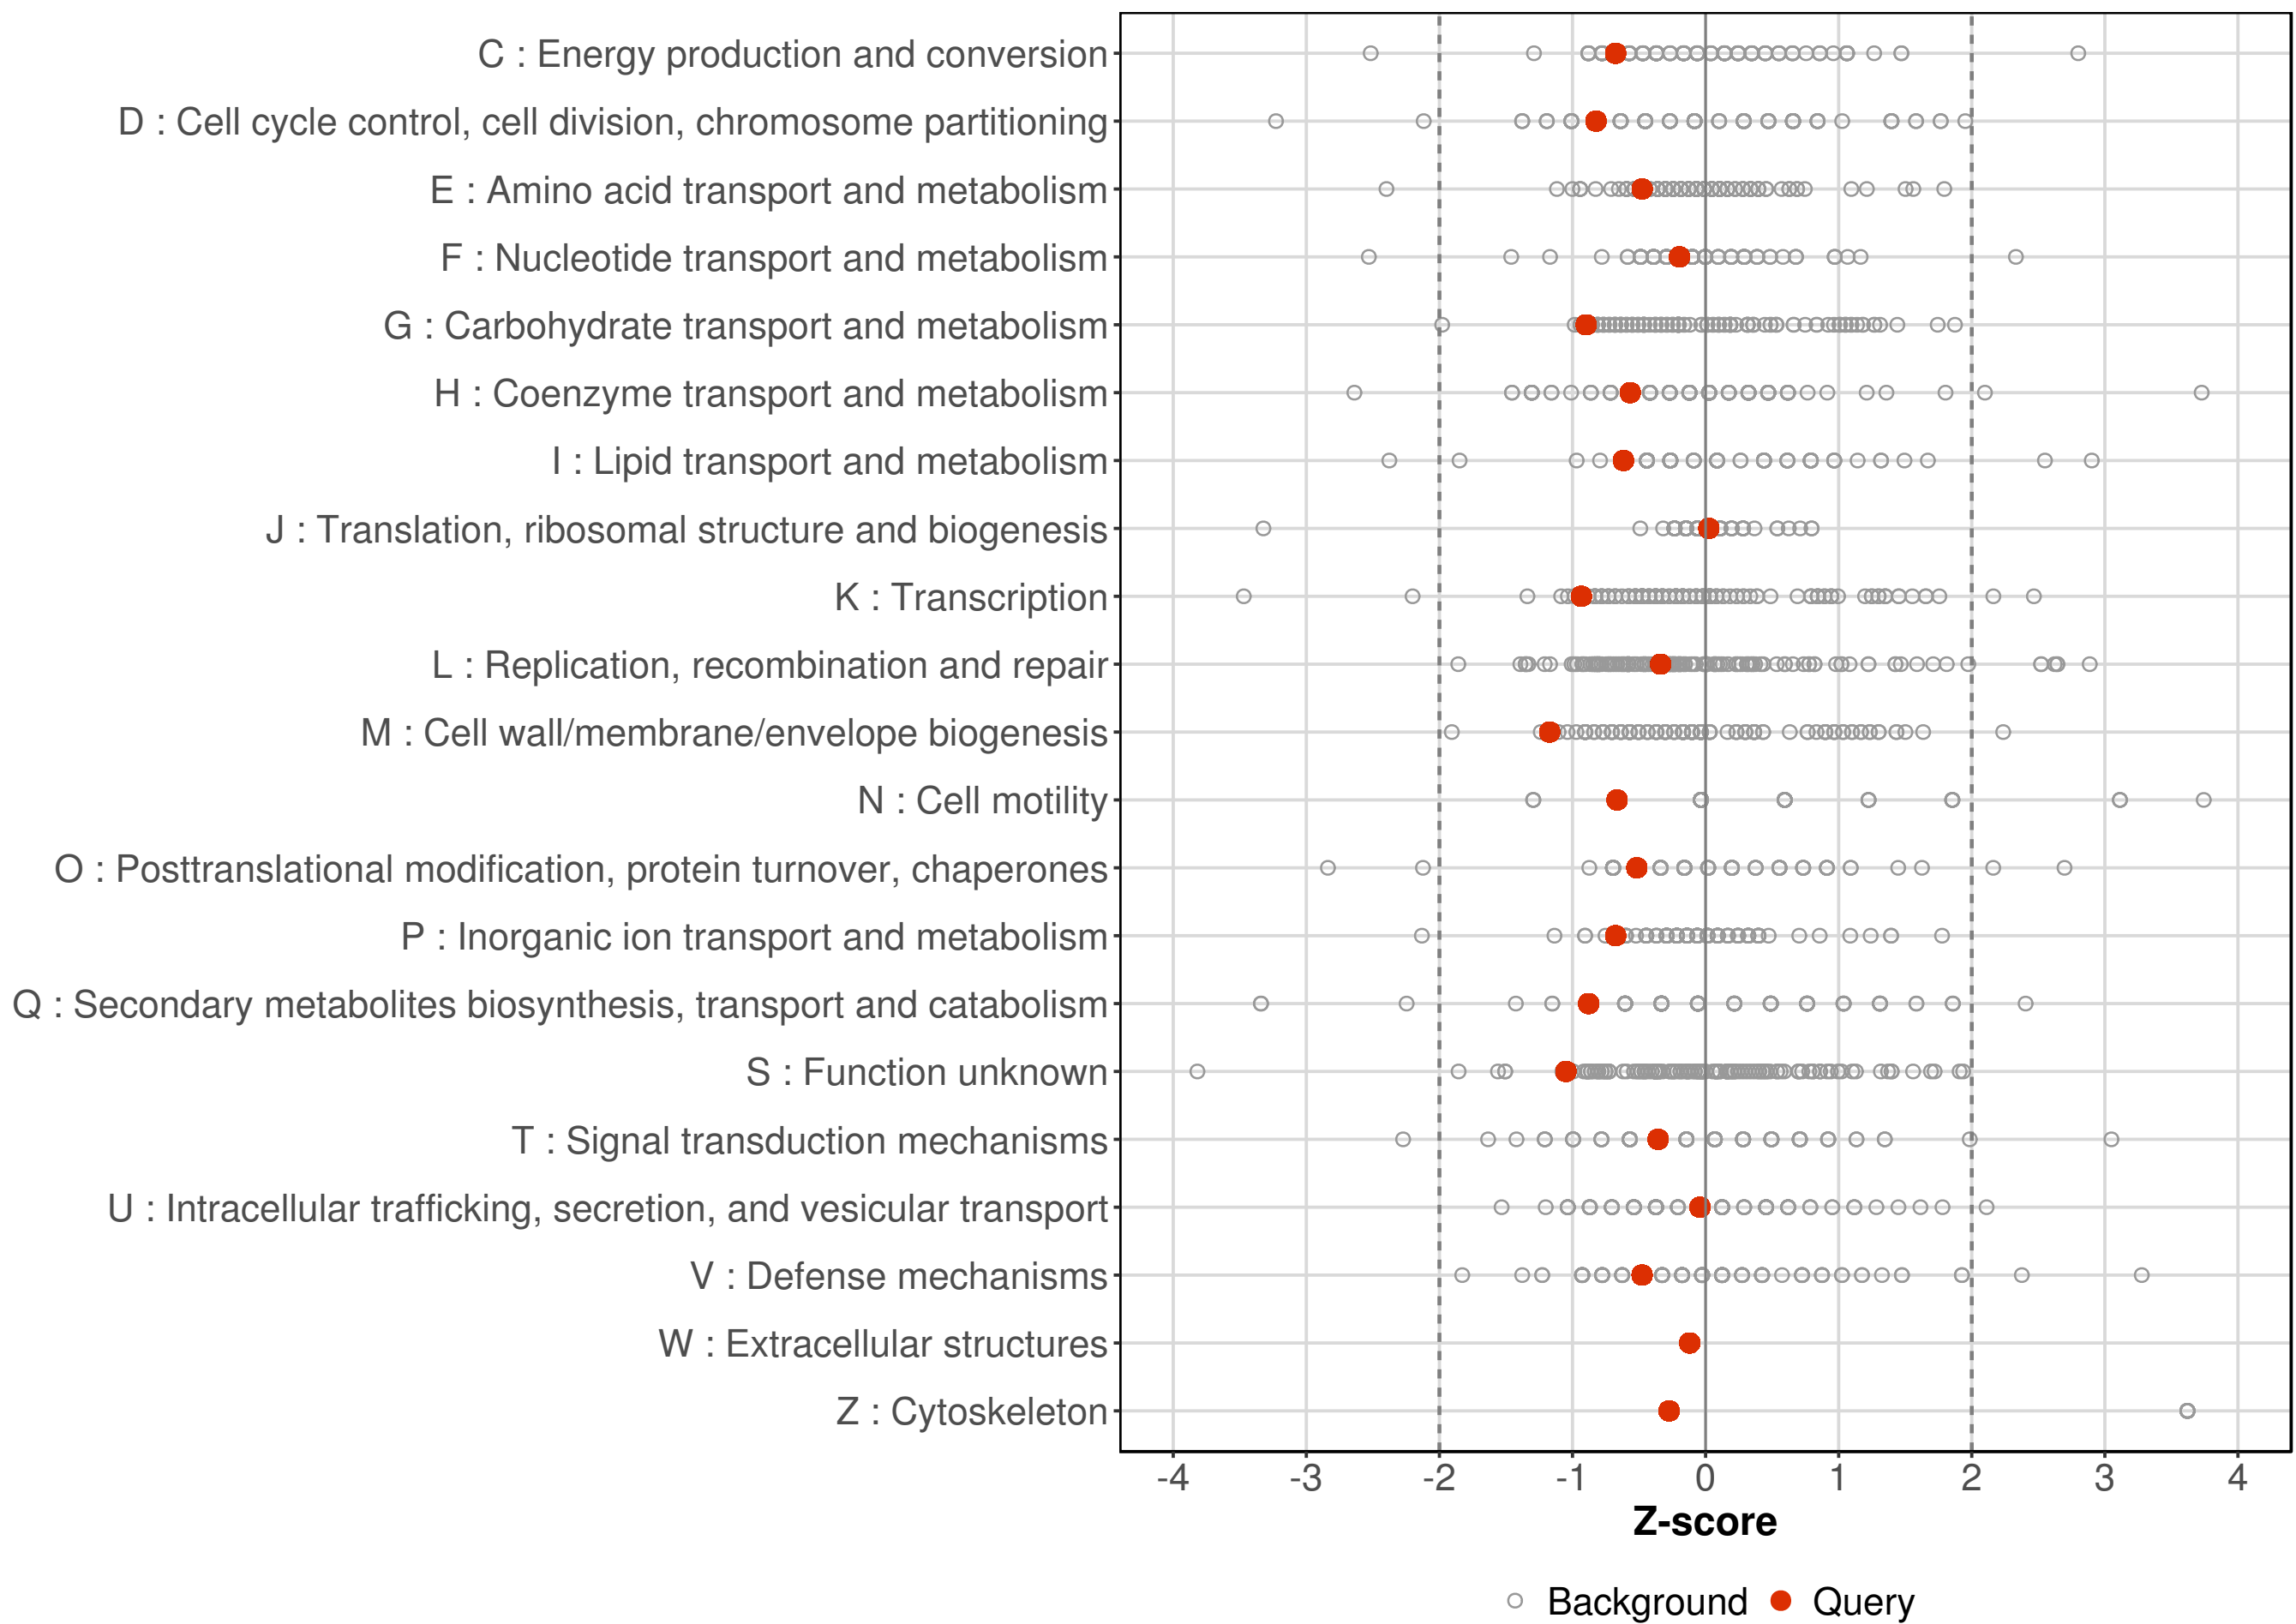 C : Energy production and conversion
D : Cell cycle control, cell division, chromosome partitioning
E : Amino acid transport and metabolism
F : Nucleotide transport and metabolism
G : Carbohydrate transport and metabolism
H : Coenzyme transport and metabolism
I : Lipid transport and metabolism
J : Translation, ribosomal structure and biogenesis
K : Transcription
L : Replication, recombination and repair
M : Cell wall/membrane/envelope biogenesis
N : Cell motility
O : Posttranslational modification, protein turnover, chaperones
P : Inorganic ion transport and metabolism
Q : Secondary metabolites biosynthesis, transport and catabolism
S : Function unknown
T : Signal transduction mechanisms
U : Intracellular trafficking, secretion, and vesicular transport
V : Defense mechanisms
W : Extracellular structures
Z : Cytoskeleton
-4 -3 -2 -1 0 1 2 3 4
Z-score
Background Query